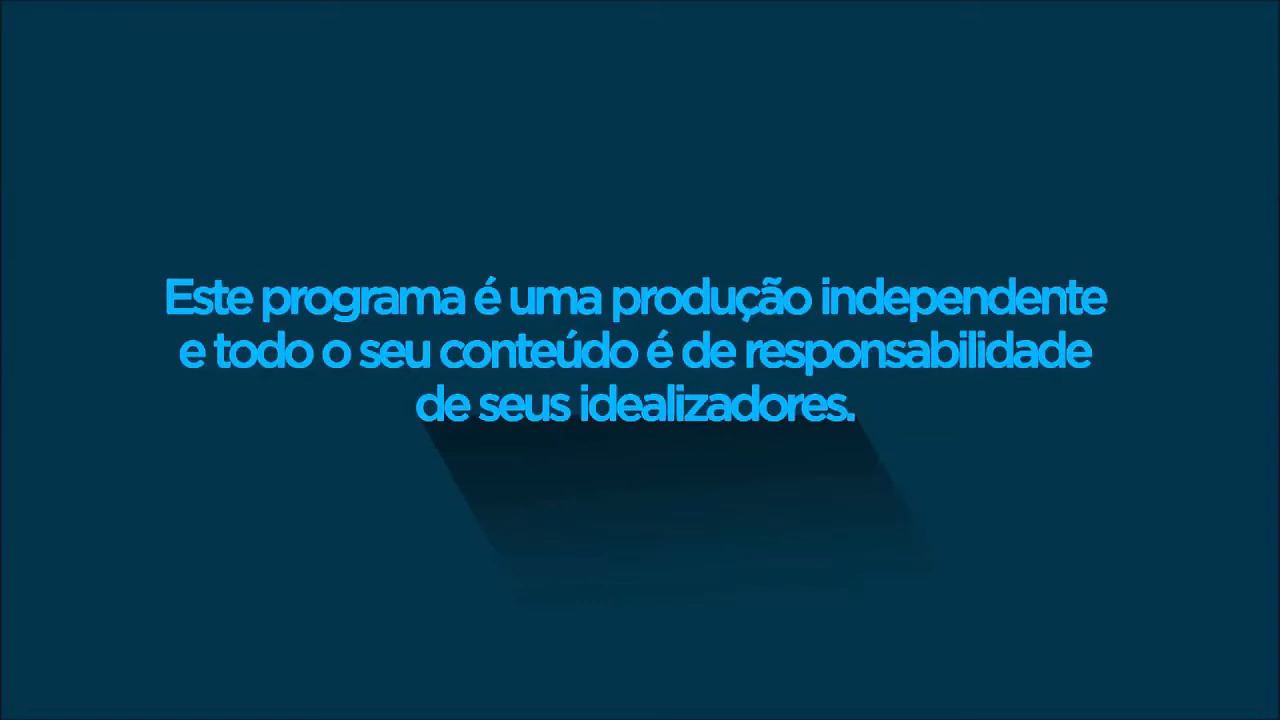 Este programa é uma produção independente
e todo o seu conteúdo é de responsabilidade
de seus idealizadores.